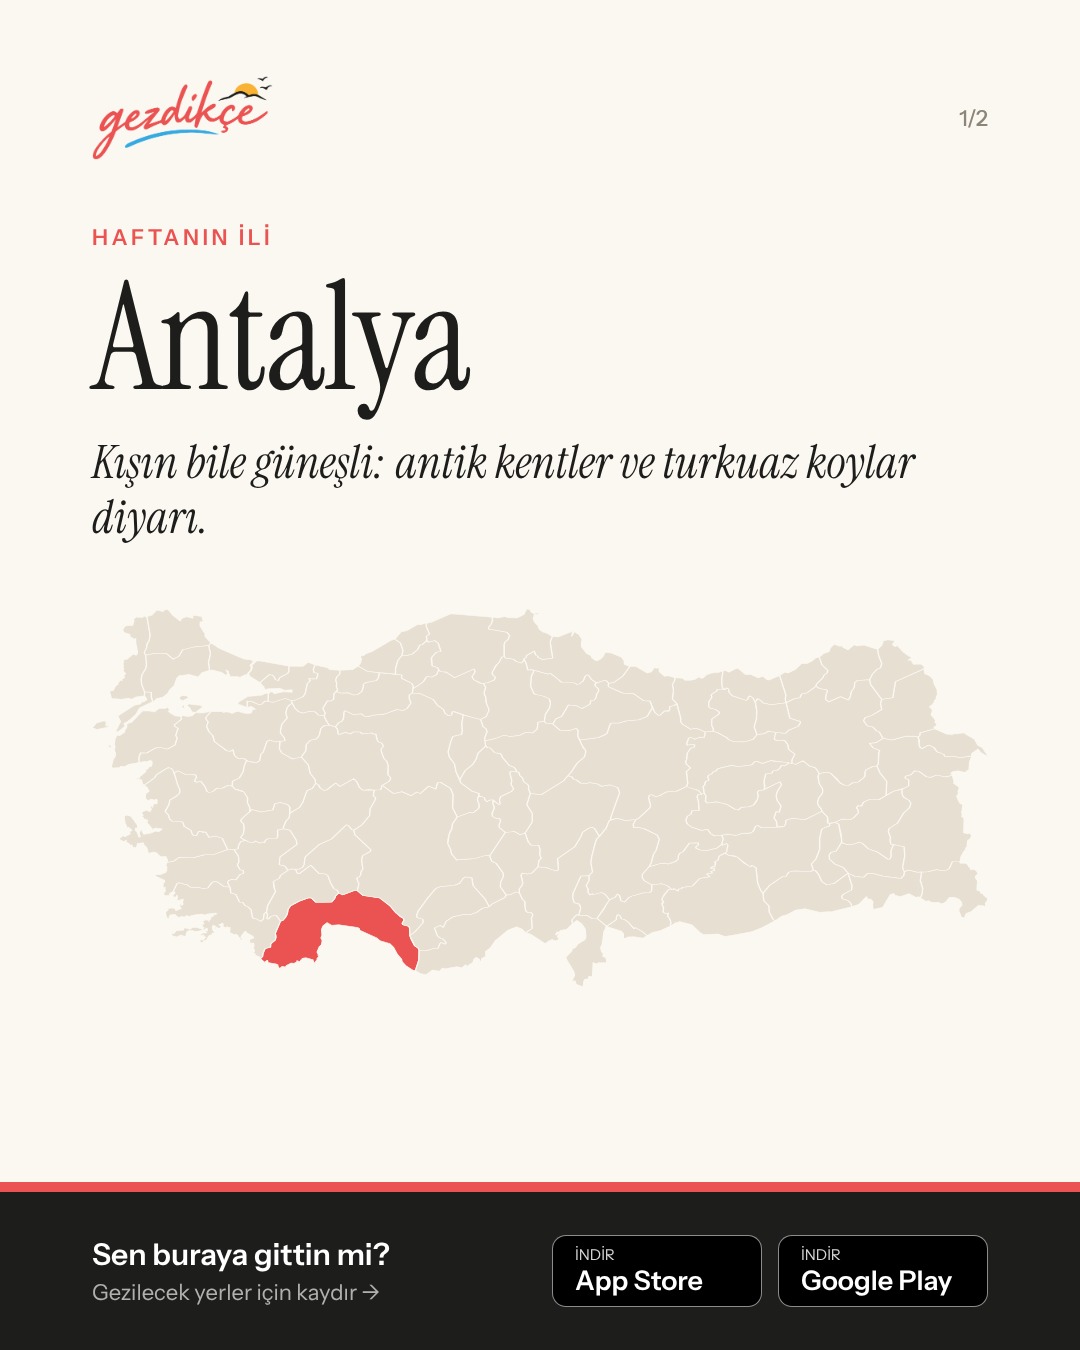 gezdikçe
1/2
HAFTANIN İLİ
Antalya
Kışın bile güneşli: antik kentler ve turkuaz koylar
diyarı.
Sen buraya gittin mi?
Gezilecek yerler için kaydır →
İNDİR
App Store
İNDİR
Google Play